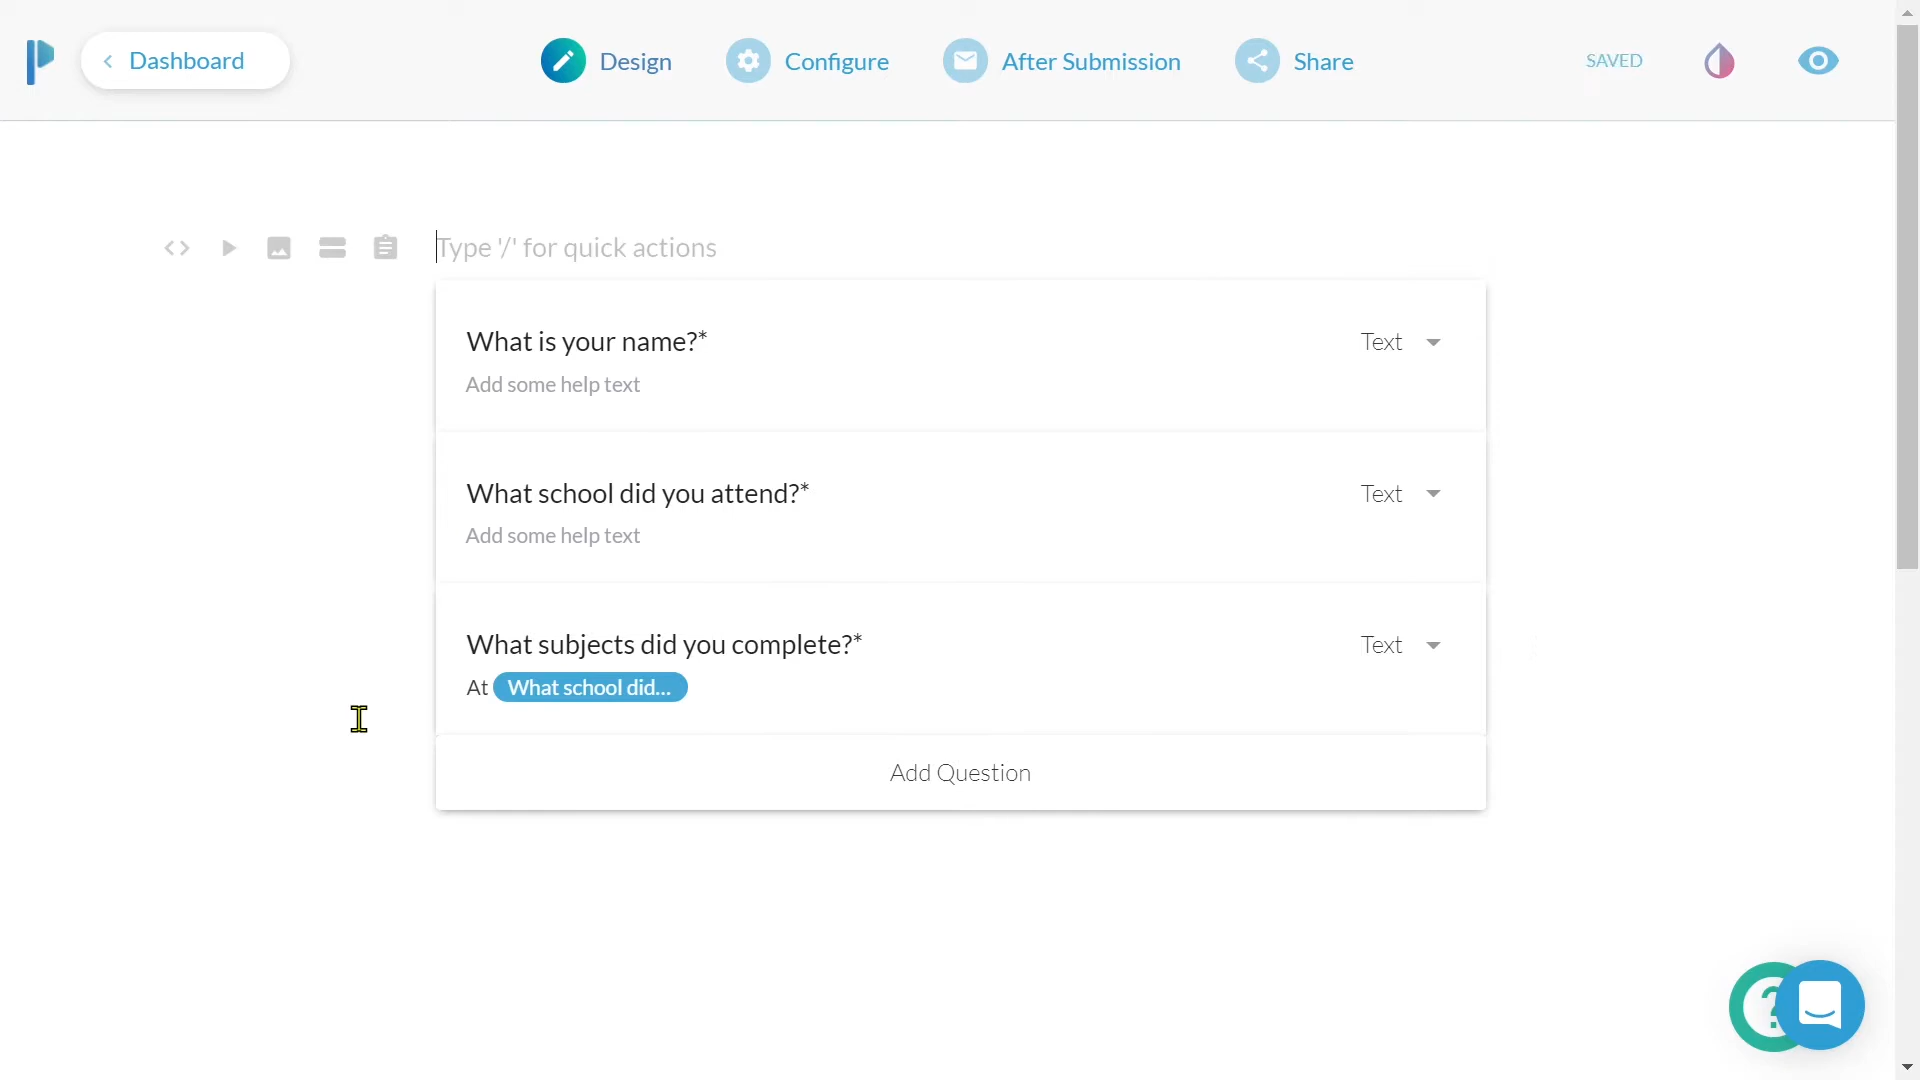 Dashboard
Design
Configure
After Submission
Share
SAVED
Type '/' for quick actions
What is your name?*
Text
Add some help text
What school did you attend?*
Text
Add some help text
What subjects did you complete?*
Text
At What school did...
Add Question
?